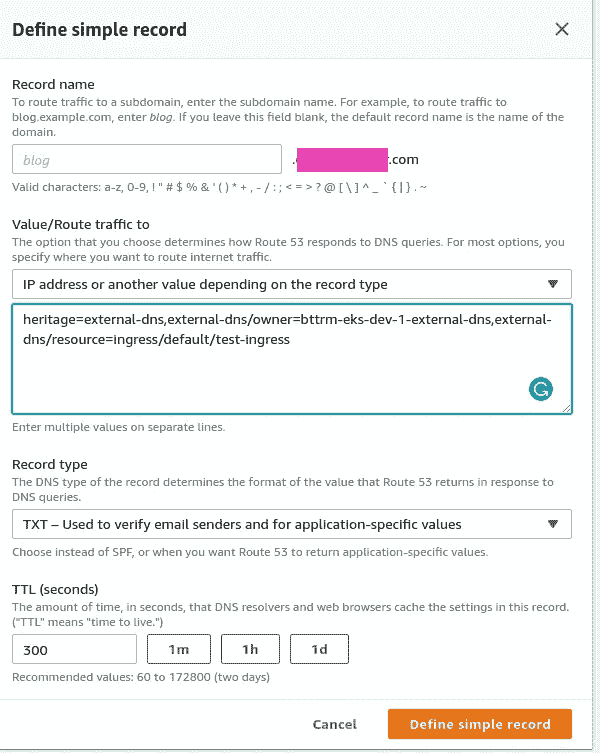 Define simple record
Record name
To route traffic to a subdomain, enter the subdomain name. For example, to route traffic to
blog.example.com, enter blog. If you leave this field blank, the default record name is the name of the
domain.
blog
.com
Valid characters: a-z, 0-9, ! " # $ % & ' ( ) * + , - / : ; < = > ? @ [ \ ] ^ _ ` { | } . ~
Value/Route traffic to
The option that you choose determines how Route 53 responds to DNS queries. For most options, you
specify where you want to route internet traffic.
IP address or another value depending on the record type
heritage=external-dns,external-dns/owner=bttrm-eks-dev-1-external-dns,external-
dns/resource=ingress/default/test-ingress
Enter multiple values on separate lines.
Record type
The DNS type of the record determines the format of the value that Route 53 returns in response to
DNS queries.
TXT – Used to verify email senders and for application-specific values
Choose instead of SPF, or when you want Route 53 to return application-specific values.
TTL (seconds)
The amount of time, in seconds, that DNS resolvers and web browsers cache the settings in this record.
("TTL" means "time to live.")
300 1m 1h 1d
Recommended values: 60 to 172800 (two days)
Cancel Define simple record